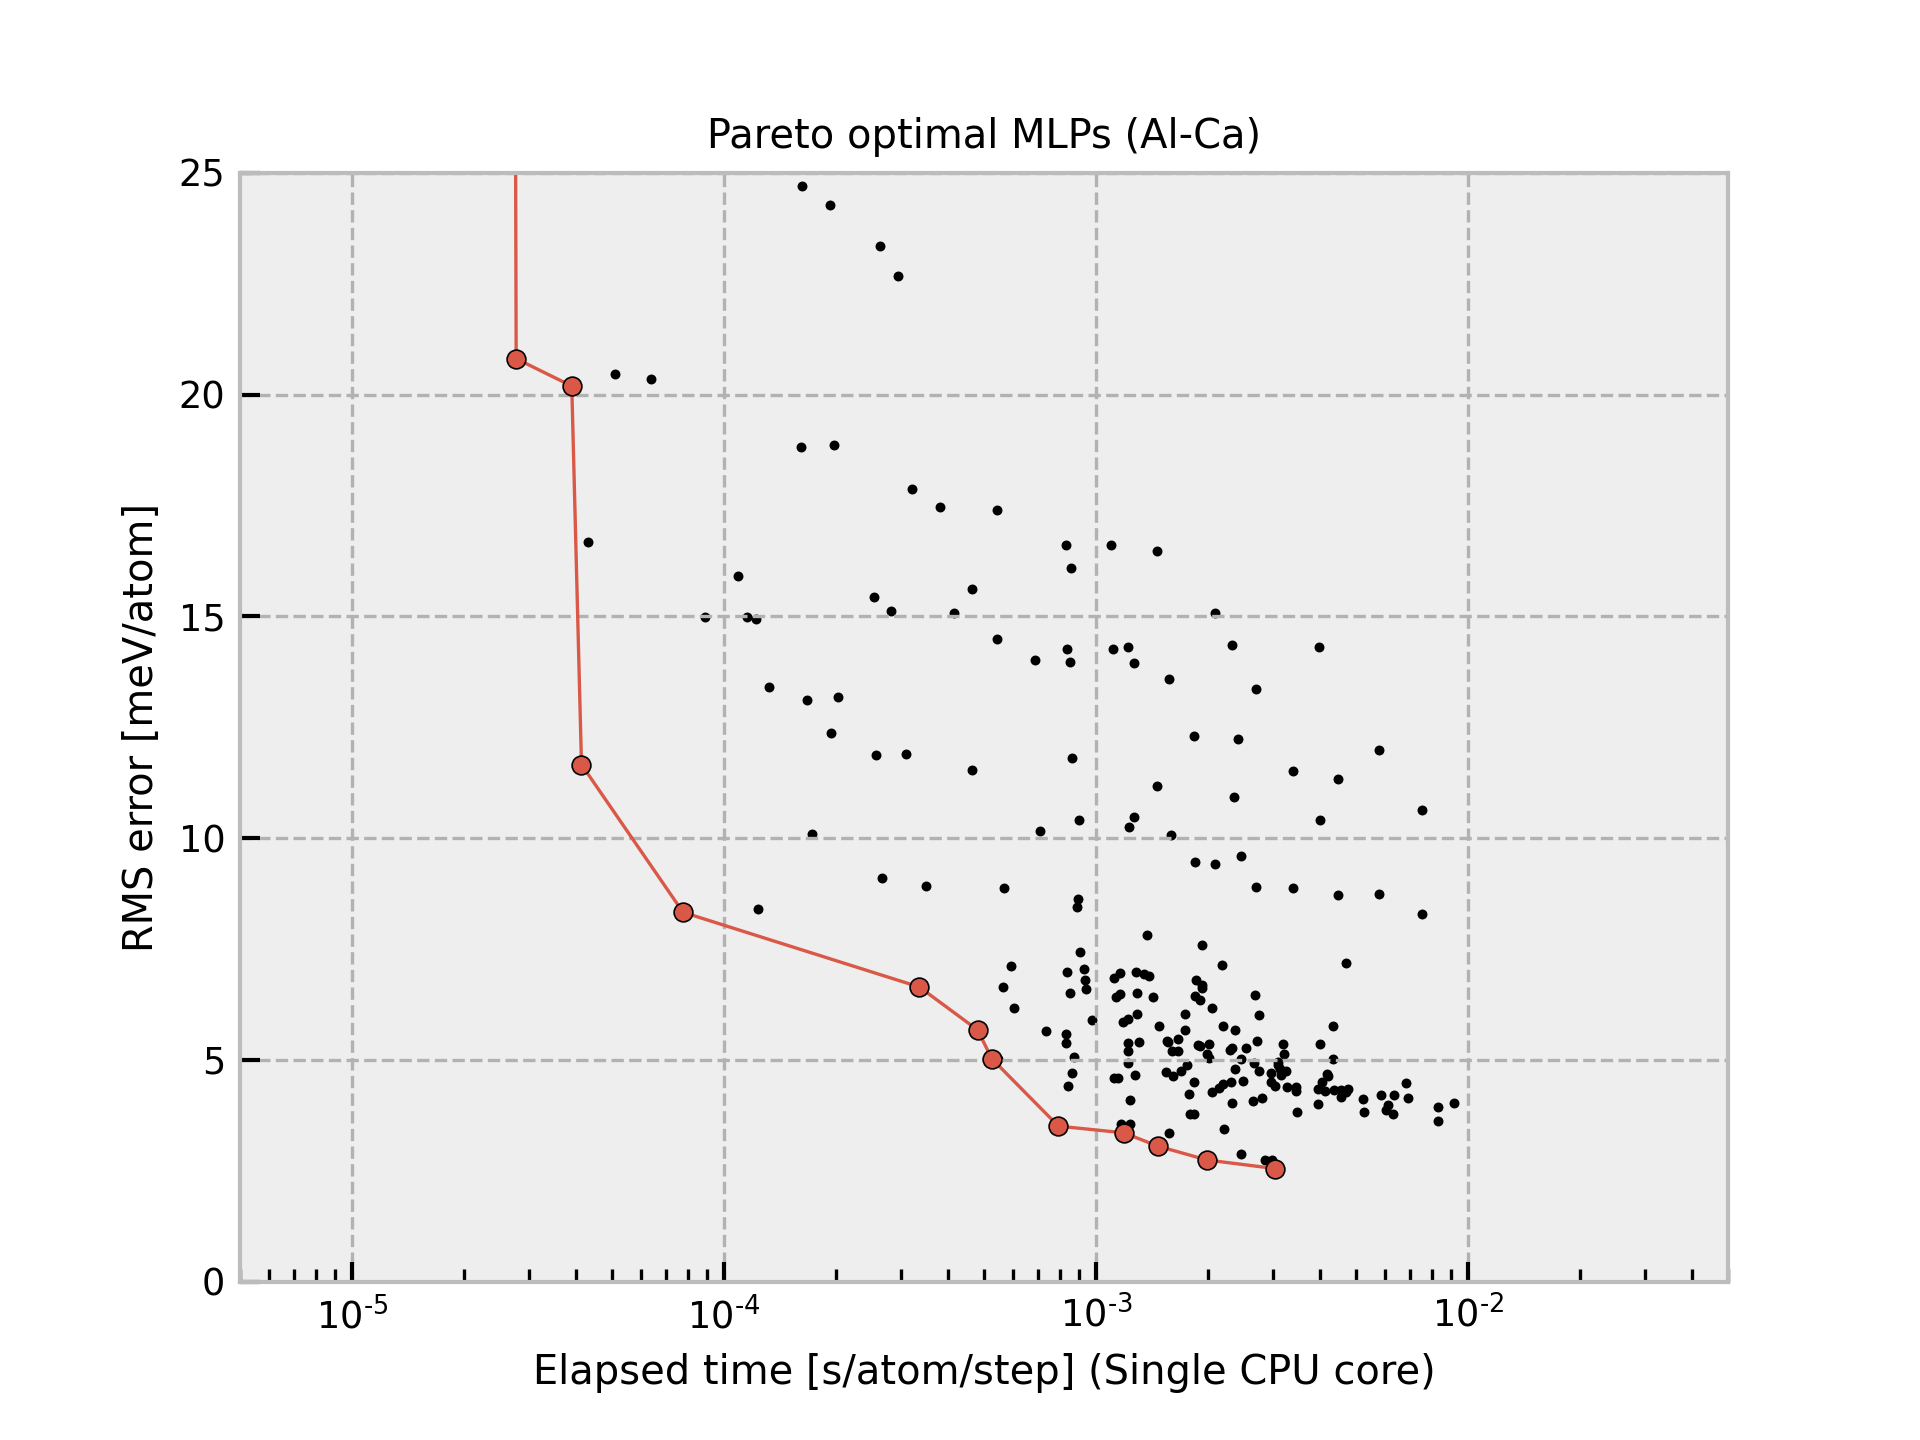 Pareto optimal MLPs (Al-Ca)
25
20
15
10
5
0
RMS error [meV/atom]
10⁻⁵ 10⁻⁴ 10⁻³ 10⁻²
Elapsed time [s/atom/step] (Single CPU core)